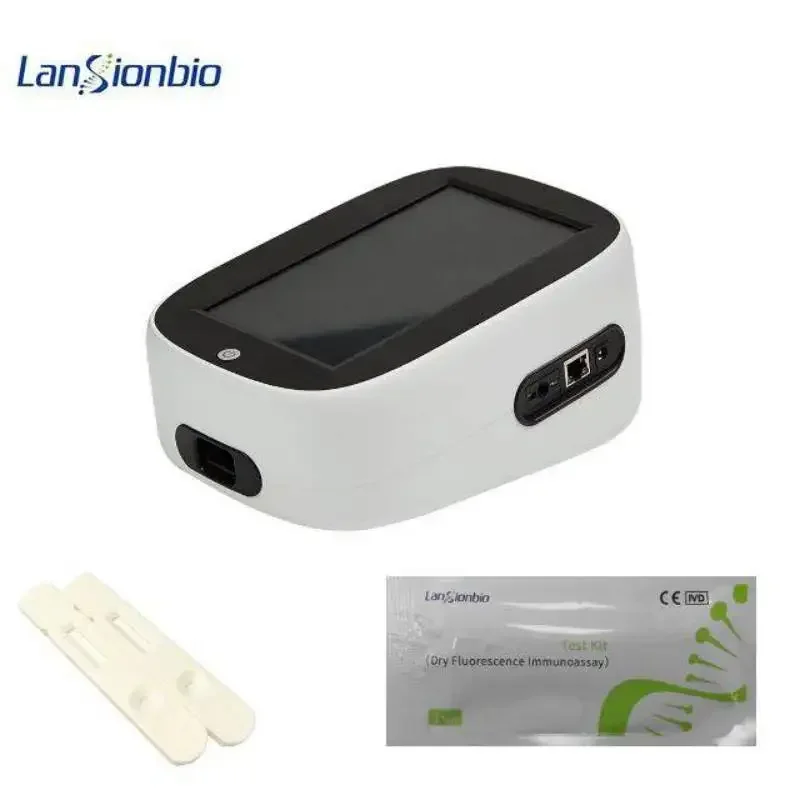 Lansionbio
Lansionbio
CE IVD
Test Kit
(Dry Fluorescence Immunoassay)